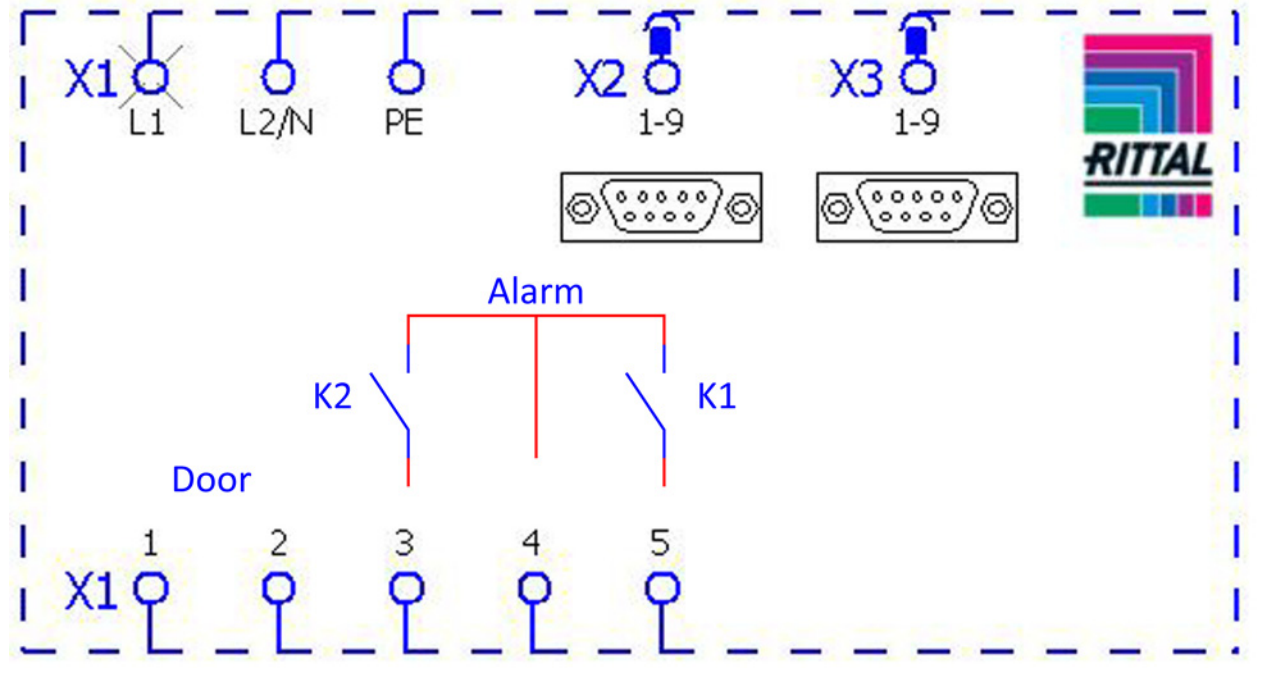 X1 X2 X3
L1 L2/N PE 1-9 1-9
RITTAL
Alarm
K2 K1
Door
1 2 3 4 5
X1